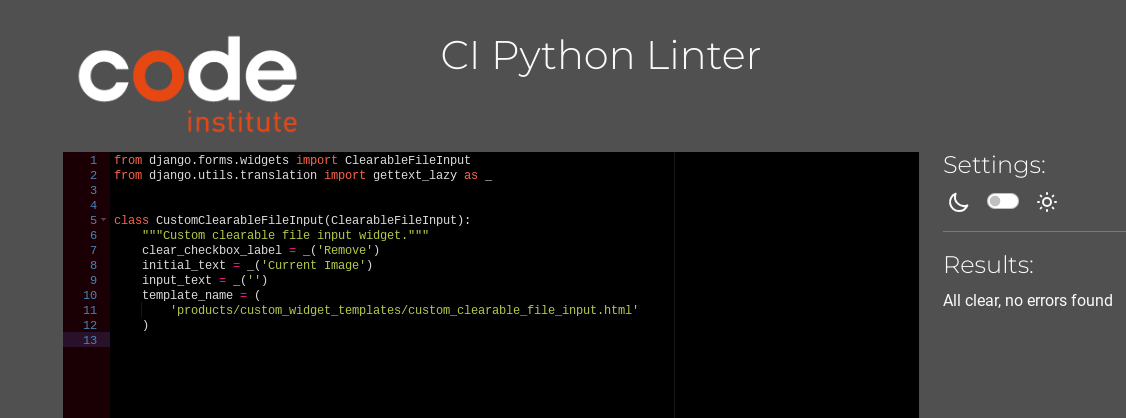 code
institute
CI Python Linter
1 from django.forms.widgets import ClearableFileInput
2 from django.utils.translation import gettext_lazy as _
3
4
5 class CustomClearableFileInput(ClearableFileInput):
6     """Custom clearable file input widget."""
7     clear_checkbox_label = _('Remove')
8     initial_text = _('Current Image')
9     input_text = _('')
10     template_name = (
11         'products/custom_widget_templates/custom_clearable_file_input.html'
12     )
13
Settings:
Results:
All clear, no errors found